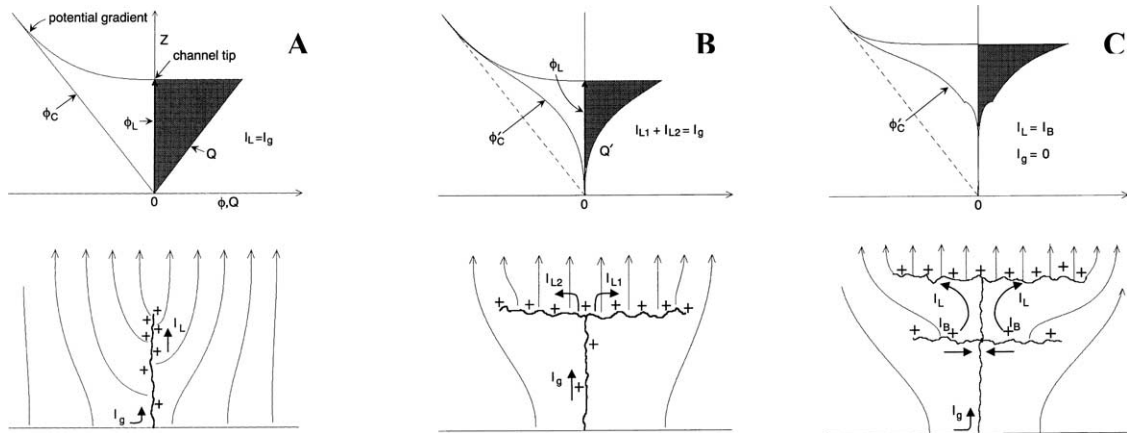 A
potential gradient
Z
channel tip
ϕC
ϕL
IL=Ig
Q
0
ϕ,Q
B
ϕL
ϕ'C
IL1 + IL2 = Ig
Q'
0
C
ϕ'C
IL = IB
Ig = 0
0
+ + + + + + +
IL
Ig
IL2
IL1
+ + + + + + + + + +
Ig
+ + + + + + + + +
IL
IL
IB
IB
+ + + +
Ig